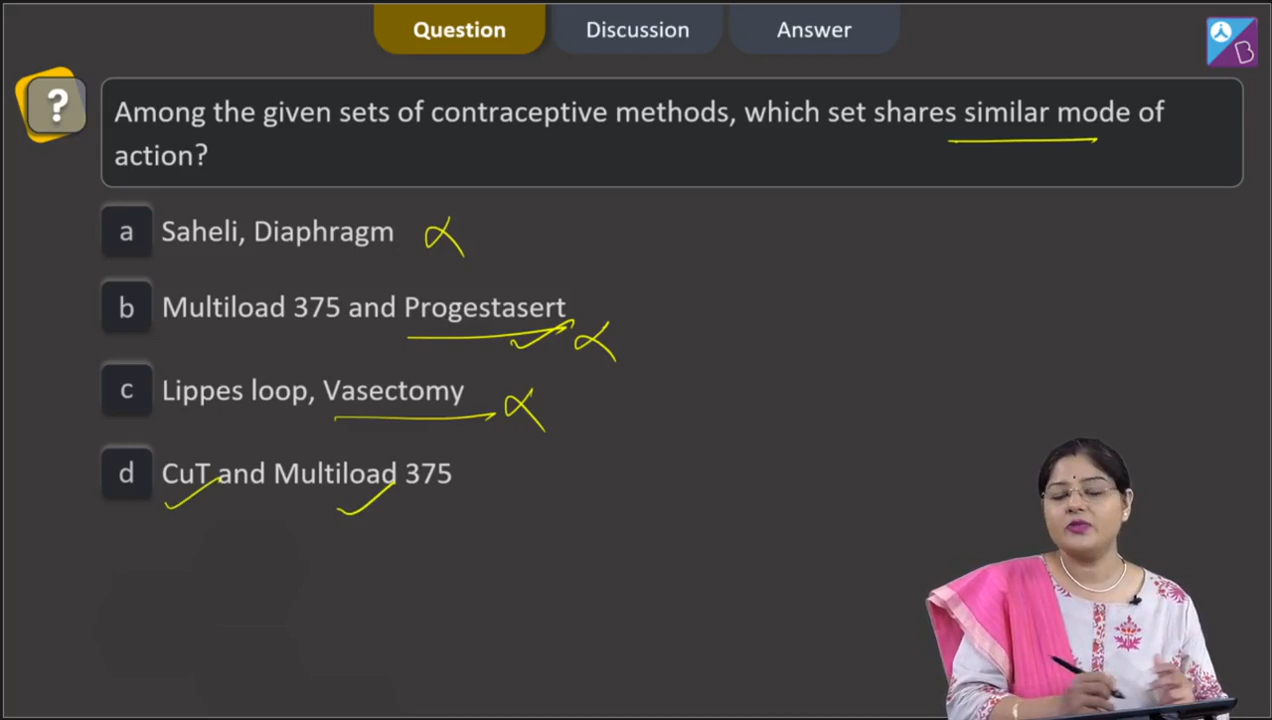 Question
Discussion
Answer
B
?
Among the given sets of contraceptive methods, which set shares similar mode of
action?
a
Saheli, Diaphragm
b
Multiload 375 and Progestasert
c
Lippes loop, Vasectomy
d
CuT and Multiload 375